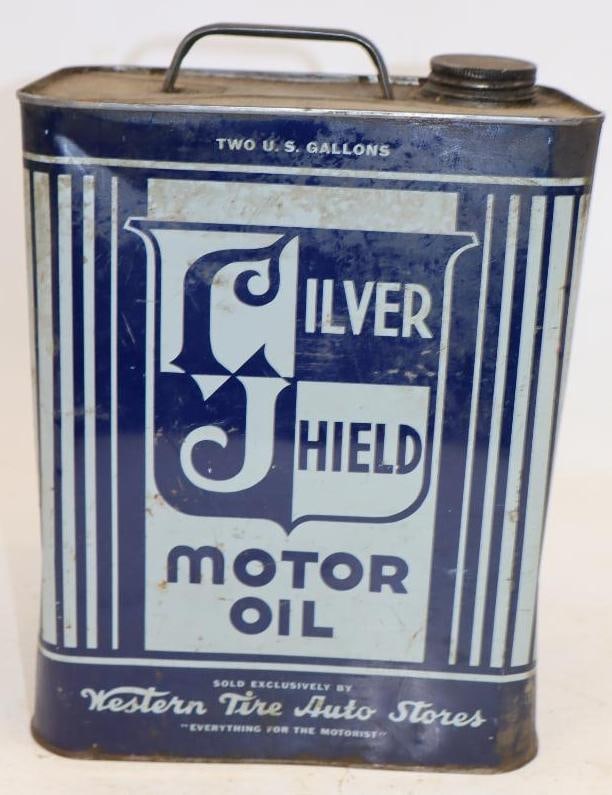 TWO U. S. GALLONS
SILVER
SHIELD
MOTOR
OIL
SOLD EXCLUSIVELY BY
Western Tire Auto Stores
"EVERYTHING FOR THE MOTORIST"